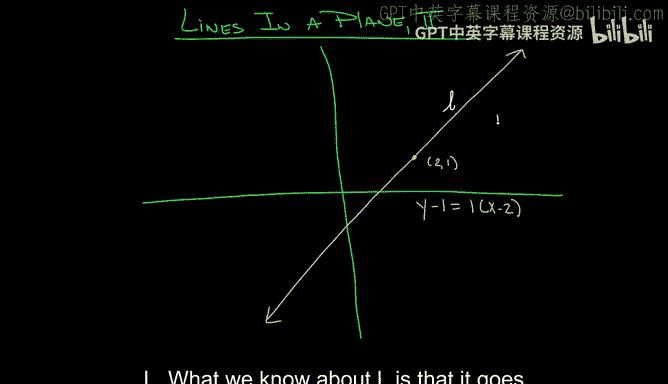 GPT中英字幕课程资源@bilibili
LINES IN A PLANE, II
GPT中英字幕课程资源 bilibili
l
(2,1)
y-1=1(x-2)
L. What we know about L is that it goes